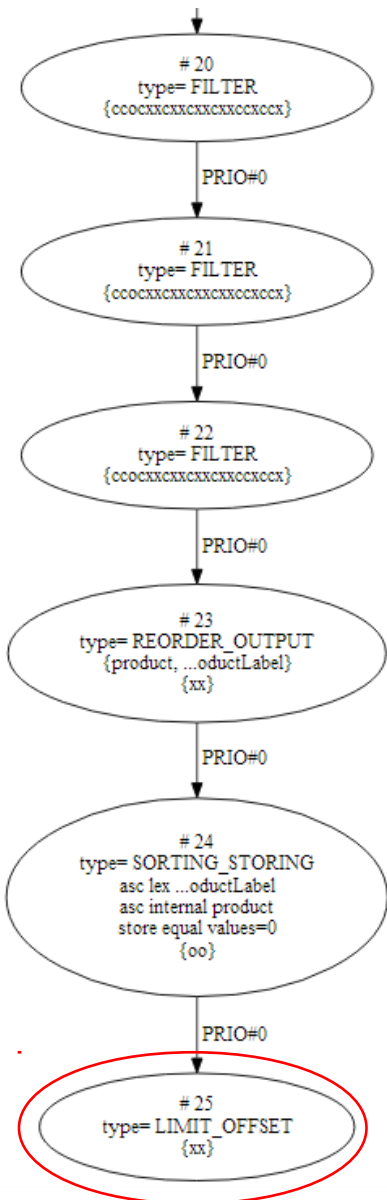 # 20
type= FILTER
{ccocxxcxxcxxcxxccxccx}
PRIO#0
# 21
type= FILTER
{ccocxxcxxcxxcxxccxccx}
PRIO#0
# 22
type= FILTER
{ccocxxcxxcxxcxxccxccx}
PRIO#0
# 23
type= REORDER_OUTPUT
{product, ...oductLabel}
{xx}
PRIO#0
# 24
type= SORTING_STORING
asc lex ...oductLabel
asc internal product
store equal values=0
{oo}
PRIO#0
# 25
type= LIMIT_OFFSET
{xx}